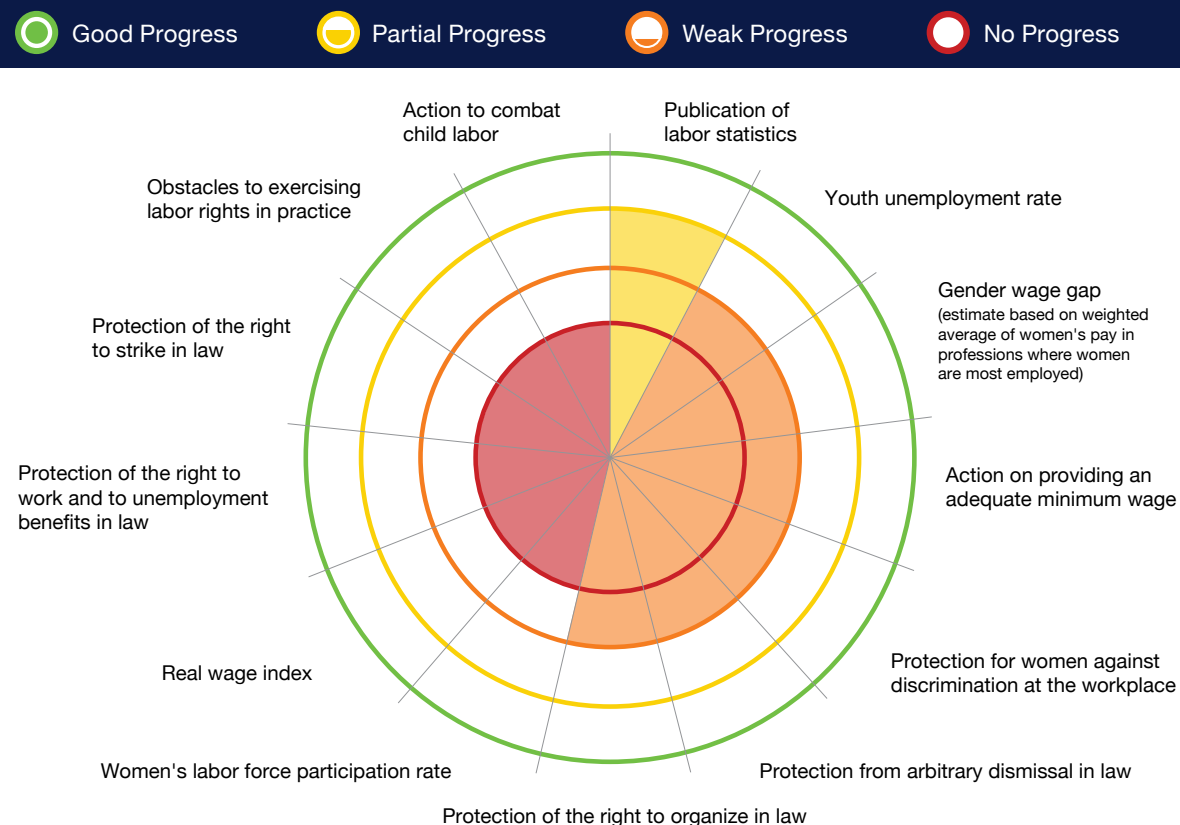 Good Progress
Partial Progress
Weak Progress
No Progress
Action to combat
child labor
Publication of
labor statistics
Obstacles to exercising
labor rights in practice
Youth unemployment rate
Gender wage gap
(estimate based on weighted
average of women's pay in
professions where women
are most employed)
Protection of the right
to strike in law
Protection of the right to
work and to unemployment
benefits in law
Action on providing an
adequate minimum wage
Real wage index
Protection for women against
discrimination at the workplace
Women's labor force participation rate
Protection from arbitrary dismissal in law
Protection of the right to organize in law